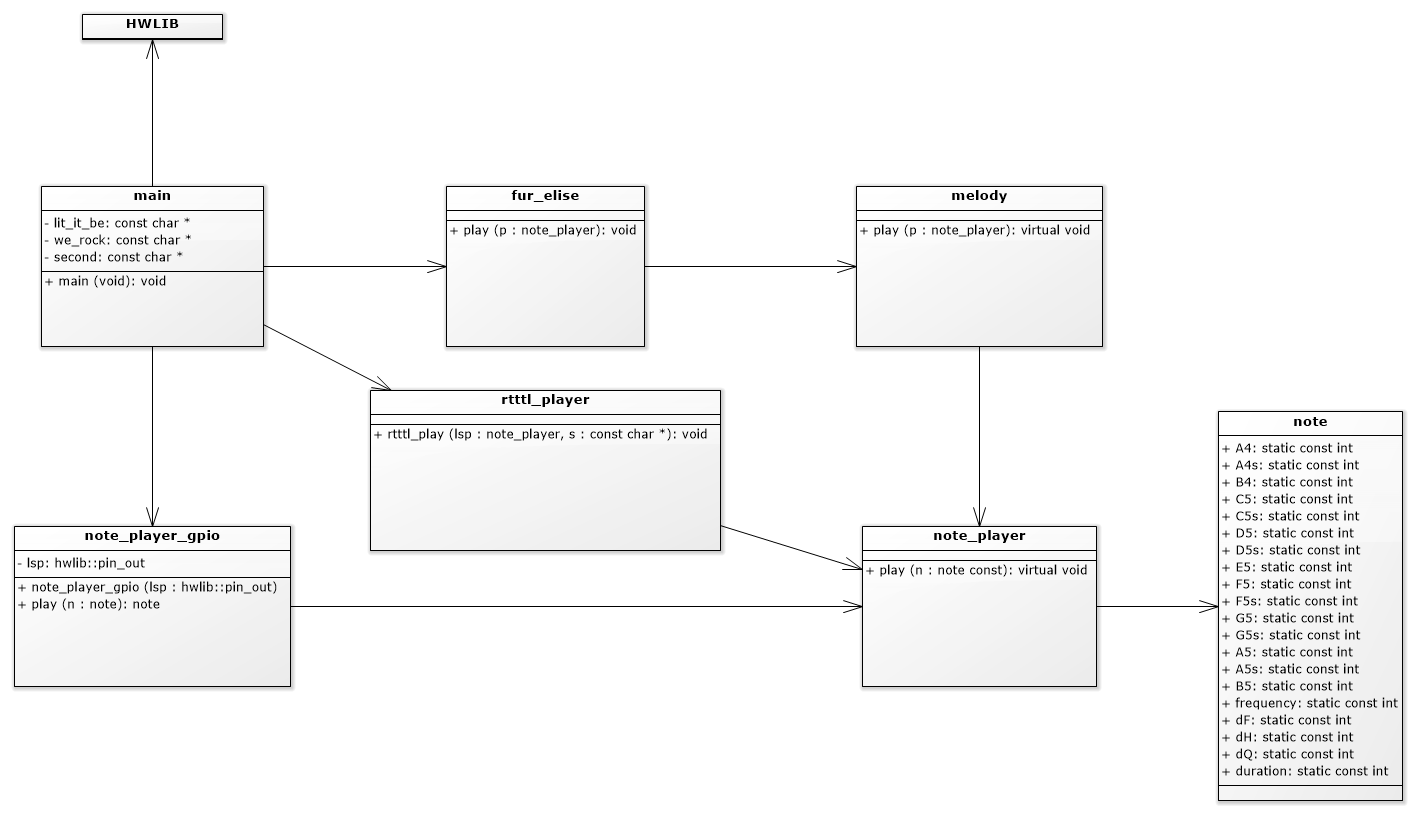 HWLIB
main
- lit_it_be: const char *
- we_rock: const char *
- second: const char *
+ main (void): void
fur_elise
+ play (p : note_player): void
melody
+ play (p : note_player): virtual void
rtttl_player
+ rtttl_play (lsp : note_player, s : const char *): void
note_player_gpio
- lsp: hwlib::pin_out
+ note_player_gpio (lsp : hwlib::pin_out)
+ play (n : note): note
note_player
+ play (n : note const): virtual void
note
+ A4: static const int
+ A4s: static const int
+ B4: static const int
+ C5: static const int
+ C5s: static const int
+ D5: static const int
+ D5s: static const int
+ E5: static const int
+ F5: static const int
+ F5s: static const int
+ G5: static const int
+ G5s: static const int
+ A5: static const int
+ A5s: static const int
+ B5: static const int
+ frequency: static const int
+ dF: static const int
+ dH: static const int
+ dQ: static const int
+ duration: static const int